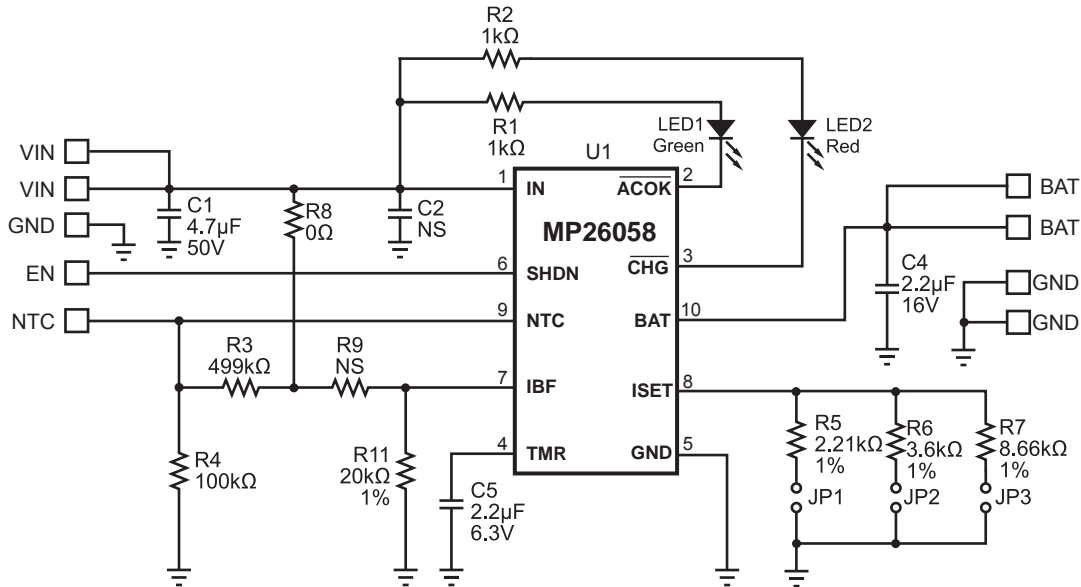 R2
1kΩ
R1
1kΩ
LED1
Green
LED2
Red
VIN
VIN
GND
EN
NTC
C1
4.7µF
50V
R8
0Ω
C2
NS
U1
MP26058
1
IN
6
SHDN
9
NTC
7
IBF
4
TMR
2
ACOK
3
CHG
10
BAT
8
ISET
5
GND
R3
499kΩ
R9
NS
R4
100kΩ
R11
20kΩ
1%
C5
2.2µF
6.3V
BAT
BAT
C4
2.2µF
16V
GND
GND
R5
2.21kΩ
1%
R6
3.6kΩ
1%
R7
8.66kΩ
1%
JP1
JP2
JP3